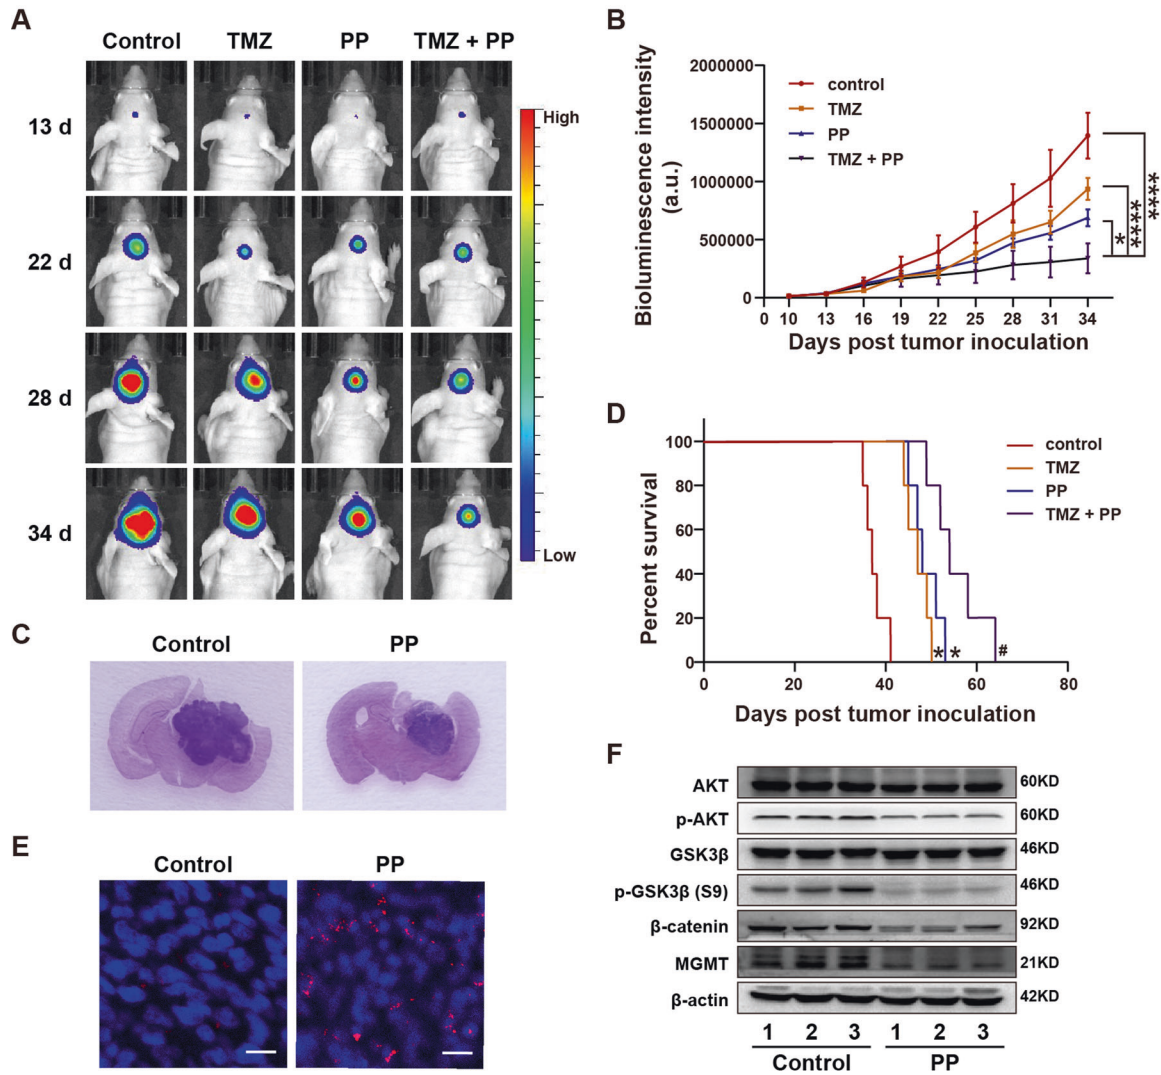 A
Control TMZ PP TMZ + PP
13 d
22 d
28 d
34 d
High
Low
B
Bioluminescence intensity
(a.u.)
2000000
1500000
1000000
500000
0
0 10 13 16 19 22 25 28 31 34
Days post tumor inoculation
control
TMZ
PP
TMZ + PP
*
****
****
C
Control PP
D
Percent survival
100
80
60
40
20
0
0 20 40 60 80
Days post tumor inoculation
control
TMZ
PP
TMZ + PP
* * #
E
Control PP
F
AKT 60KD
p-AKT 60KD
GSK3β 46KD
p-GSK3β (S9) 46KD
β-catenin 92KD
MGMT 21KD
β-actin 42KD
1 2 3 1 2 3
Control PP